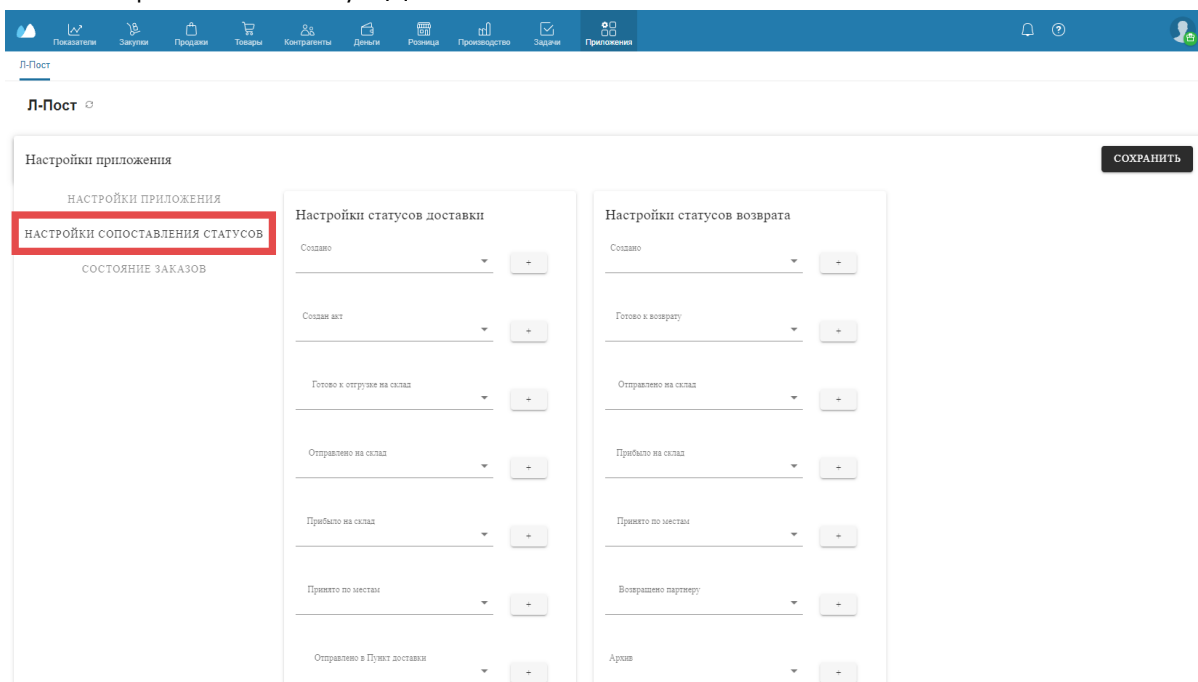 Показатели Закупки Продажи Товары Контрагенты Деньги Розница Производство Задачи Приложения
Л-Пост
Л-Пост
Настройки приложения
СОХРАНИТЬ
НАСТРОЙКИ ПРИЛОЖЕНИЯ
НАСТРОЙКИ СОПОСТАВЛЕНИЯ СТАТУСОВ
СОСТОЯНИЕ ЗАКАЗОВ
Настройки статусов доставки
Создано
+
Создан акт
+
Готово к отгрузке на склад
+
Отправлено на склад
+
Прибыло на склад
+
Принято по местам
+
Отправлено в Пункт доставки
+
Настройки статусов возврата
Создано
+
Готово к возврату
+
Отправлено на склад
+
Прибыло на склад
+
Принято по местам
+
Возвращено партнеру
+
Архив
+